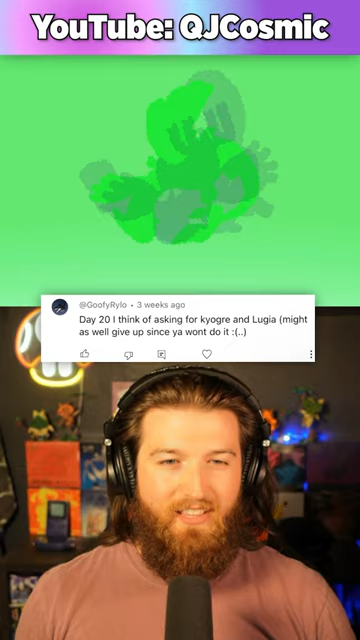 YouTube: QJCosmic
@GoofyRylo • 3 weeks ago
Day 20 I think of asking for kyogre and Lugia (might
as well give up since ya wont do it :(..)